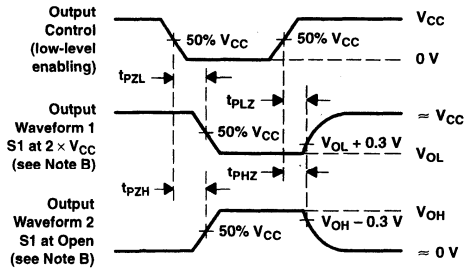 Output
Control
(low-level
enabling)
50% VCC
50% VCC
VCC
0 V
tPZL
tPLZ
Output
Waveform 1
S1 at 2 × VCC
(see Note B)
50% VCC
≈ VCC
VOL + 0.3 V
VOL
tPZH
tPHZ
Output
Waveform 2
S1 at Open
(see Note B)
50% VCC
VOH
VOH − 0.3 V
≈ 0 V